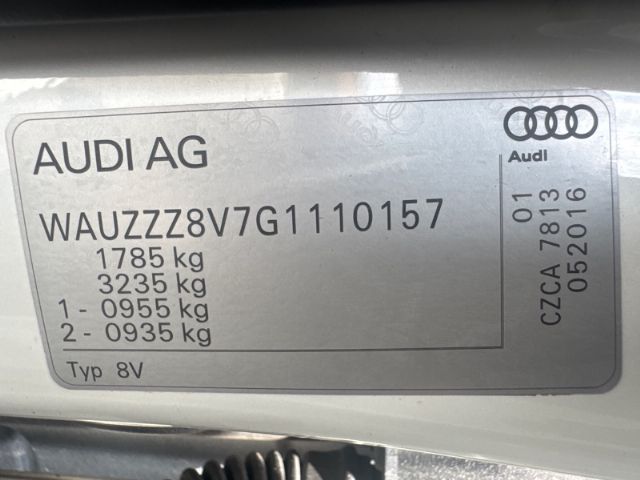 AUDI AG
Audi
WAUZZZ8V7G1110157
1785 kg
3235 kg
1 - 0955 kg
2 - 0935 kg
Typ 8V
01
CZCA 7813
052016